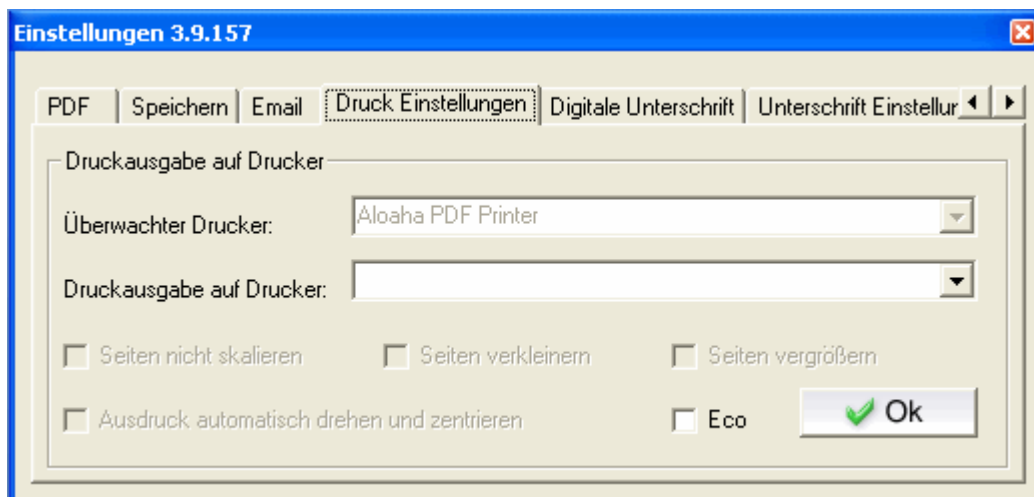 Einstellungen 3.9.157
PDF Speichern Email Druck Einstellungen Digitale Unterschrift Unterschrift Einstellur
Druckausgabe auf Drucker
Überwachter Drucker: Aloaha PDF Printer
Druckausgabe auf Drucker:
Seiten nicht skalieren Seiten verkleinern Seiten vergrößern
Ausdruck automatisch drehen und zentrieren Eco Ok